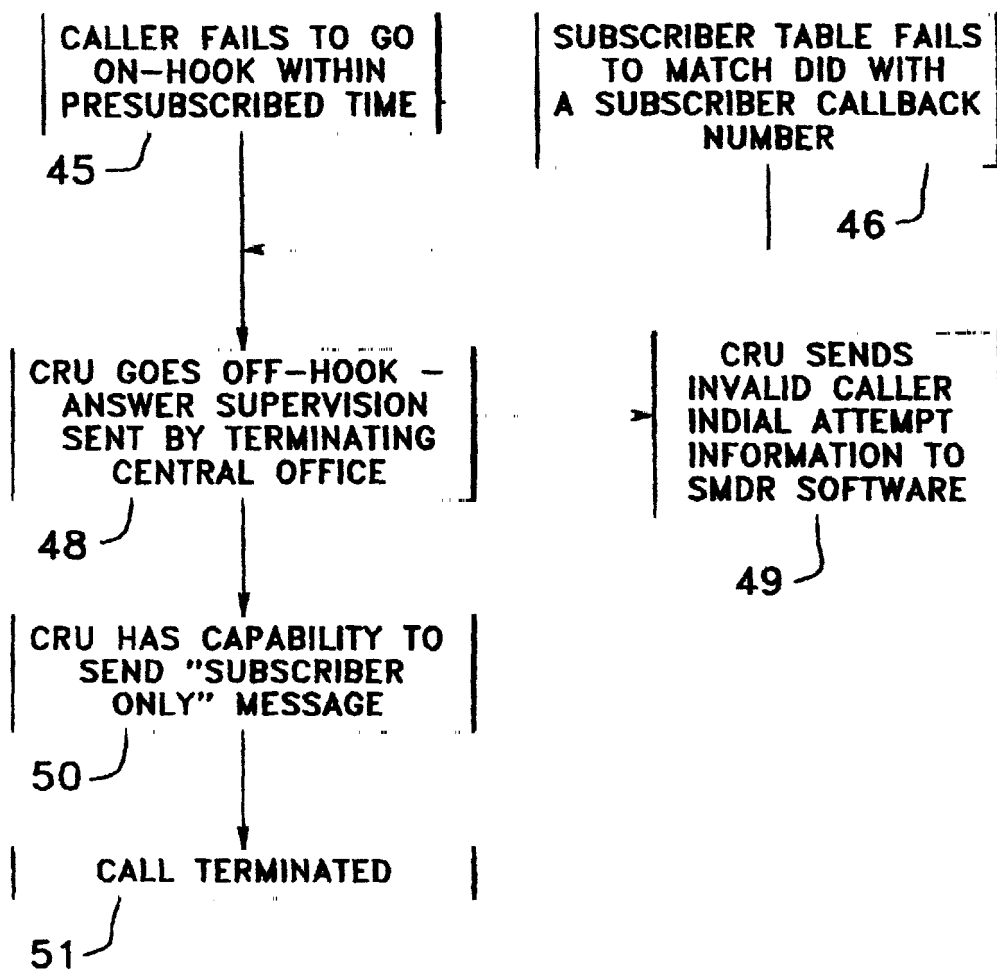 CALLER FAILS TO GO
ON-HOOK WITHIN
PRESUBSCRIBED TIME
45
SUBSCRIBER TABLE FAILS
TO MATCH DID WITH
A SUBSCRIBER CALLBACK
NUMBER
46
CRU GOES OFF-HOOK -
ANSWER SUPERVISION
SENT BY TERMINATING
CENTRAL OFFICE
48
CRU SENDS
INVALID CALLER
INDIAL ATTEMPT
INFORMATION TO
SMDR SOFTWARE
49
CRU HAS CAPABILITY TO
SEND "SUBSCRIBER
ONLY" MESSAGE
50
CALL TERMINATED
51